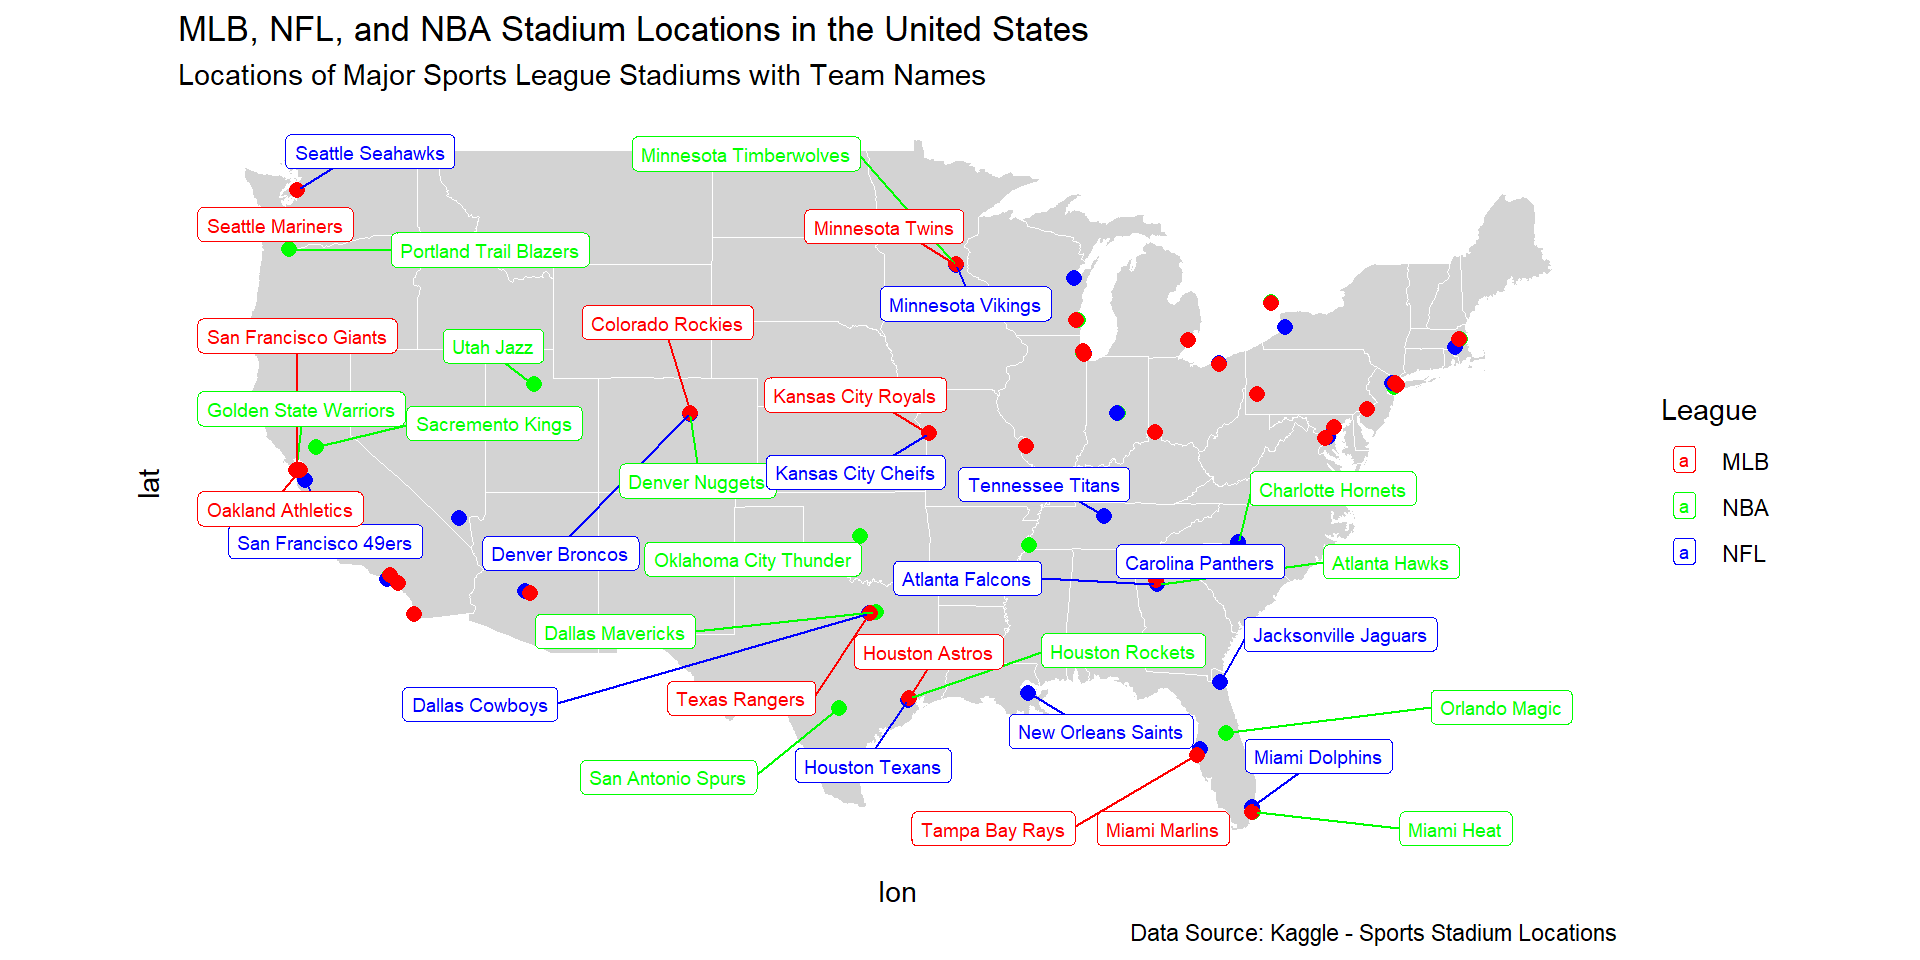 MLB, NFL, and NBA Stadium Locations in the United States
Locations of Major Sports League Stadiums with Team Names
Seattle Seahawks
Minnesota Timberwolves
Seattle Mariners
Minnesota Twins
Portland Trail Blazers
Minnesota Vikings
Colorado Rockies
San Francisco Giants
Utah Jazz
Kansas City Royals
Golden State Warriors
Sacremento Kings
League
MLB
NBA
NFL
a
a
a
Kansas City Cheifs
Denver Nuggets
Tennessee Titans
Charlotte Hornets
lat
Oakland Athletics
San Francisco 49ers
Denver Broncos
Oklahoma City Thunder
Carolina Panthers
Atlanta Hawks
Atlanta Falcons
Dallas Mavericks
Jacksonville Jaguars
Houston Astros
Houston Rockets
Texas Rangers
Dallas Cowboys
Orlando Magic
New Orleans Saints
Miami Dolphins
Houston Texans
San Antonio Spurs
Tampa Bay Rays
Miami Marlins
Miami Heat
lon
Data Source: Kaggle - Sports Stadium Locations